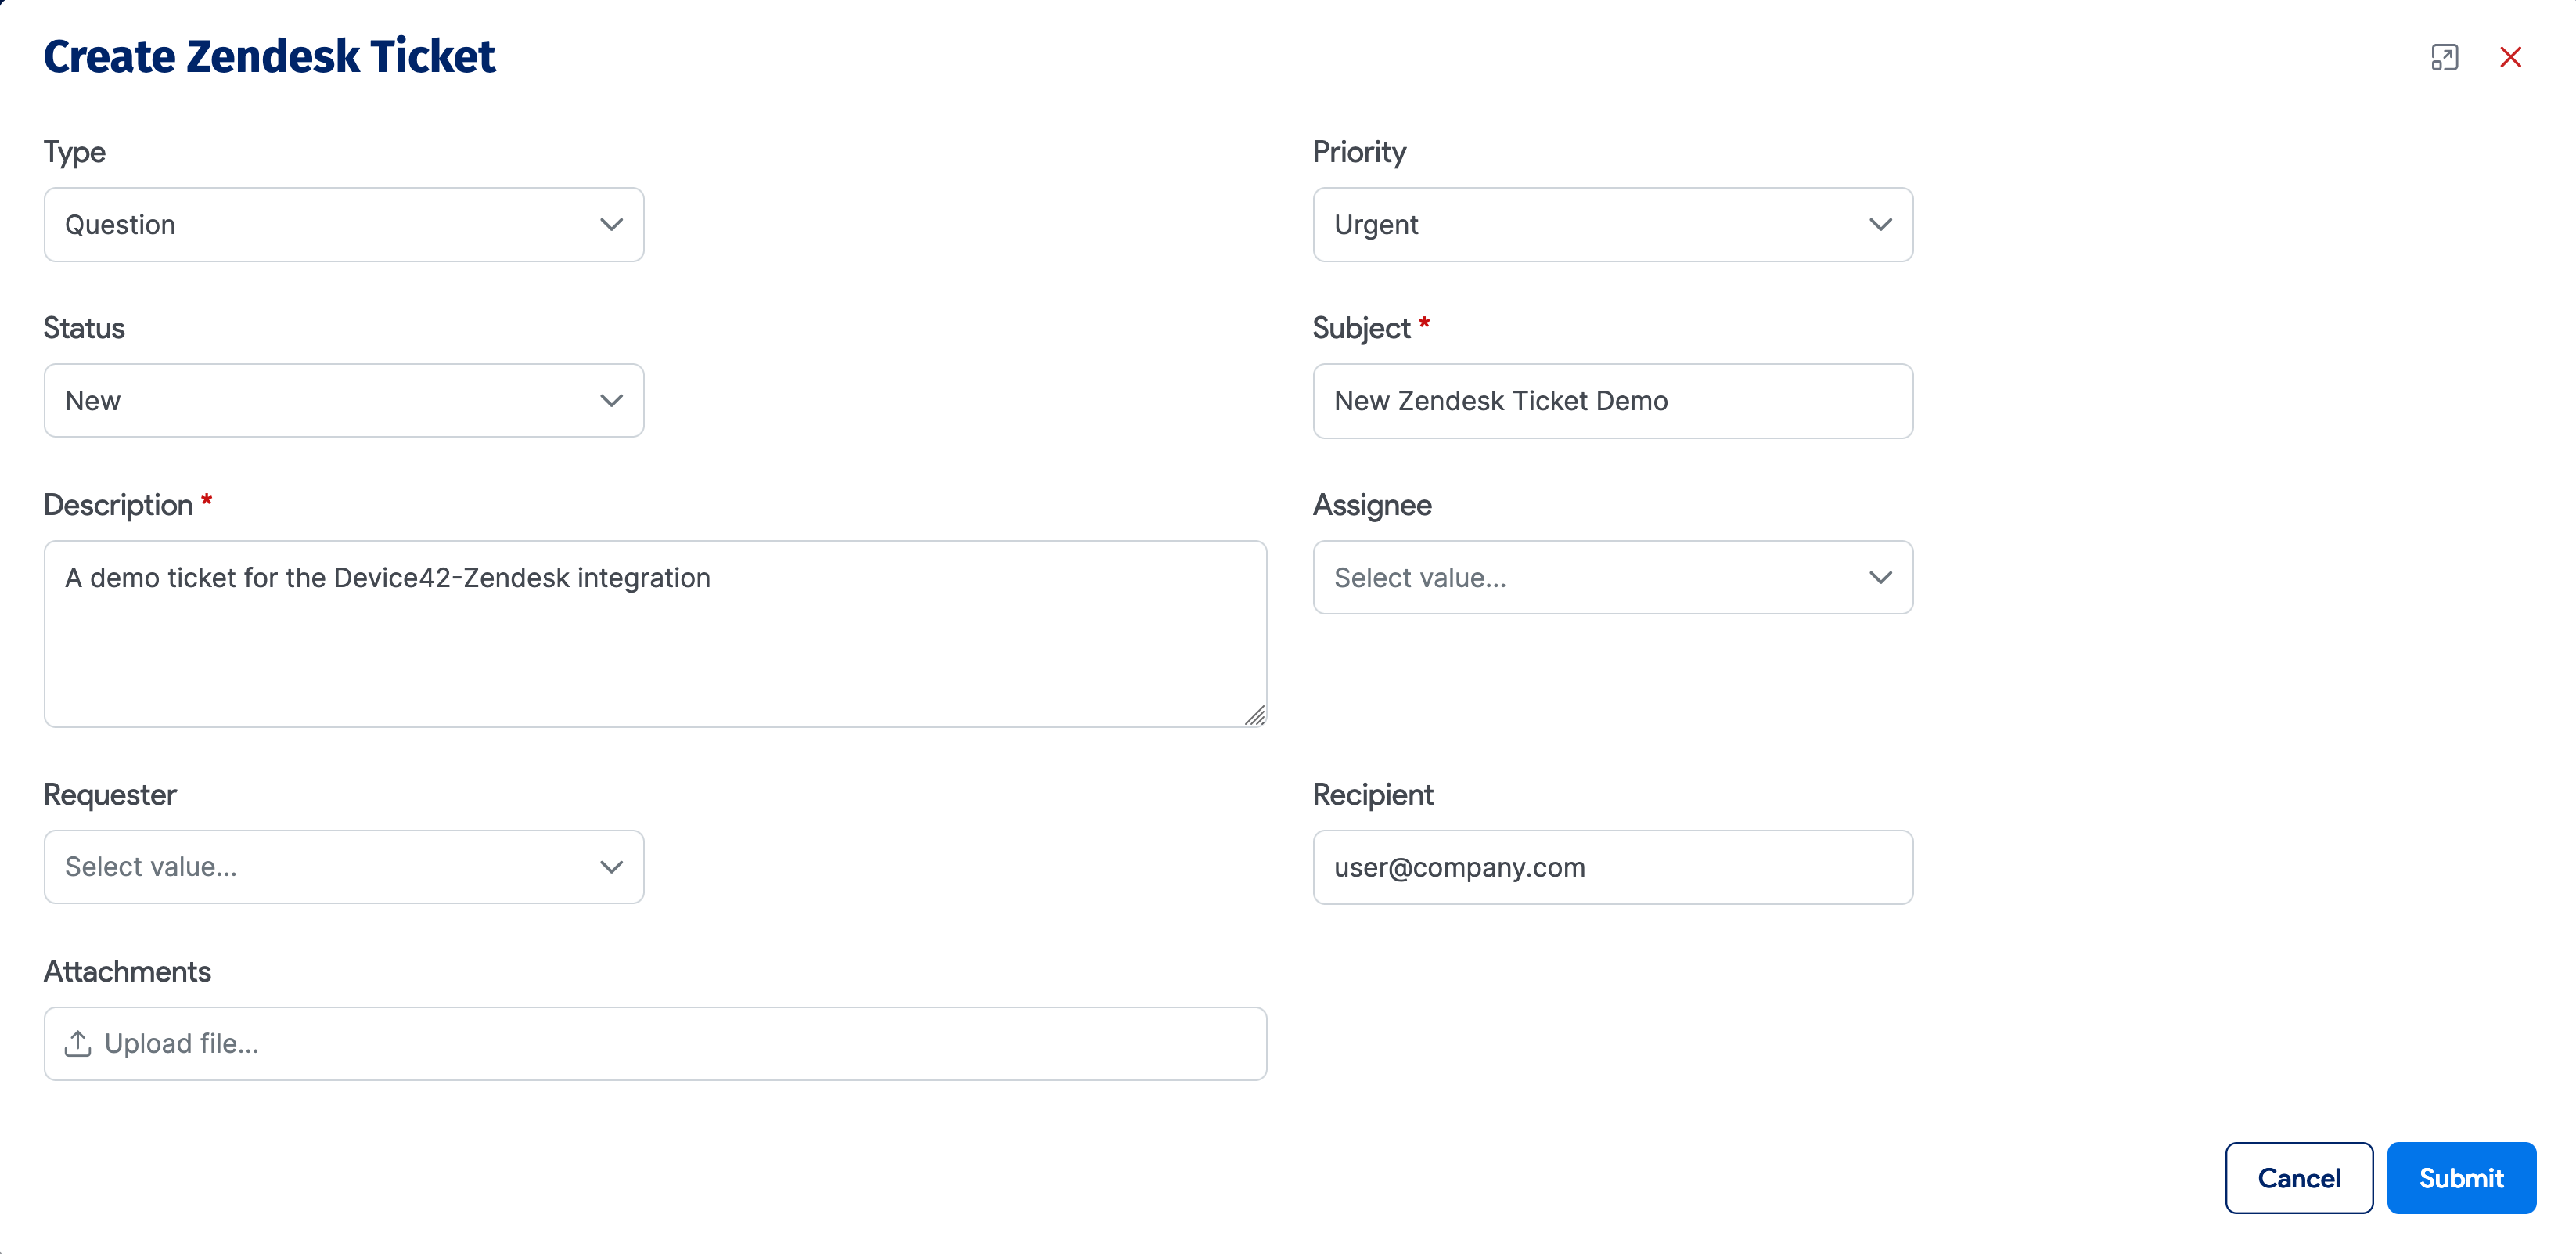 Create Zendesk Ticket
Type
Priority
Question
Urgent
Status
Subject *
New
New Zendesk Ticket Demo
Description *
Assignee
A demo ticket for the Device42-Zendesk integration
Select value...
Requester
Recipient
Select value...
user@company.com
Attachments
Upload file...
Cancel
Submit